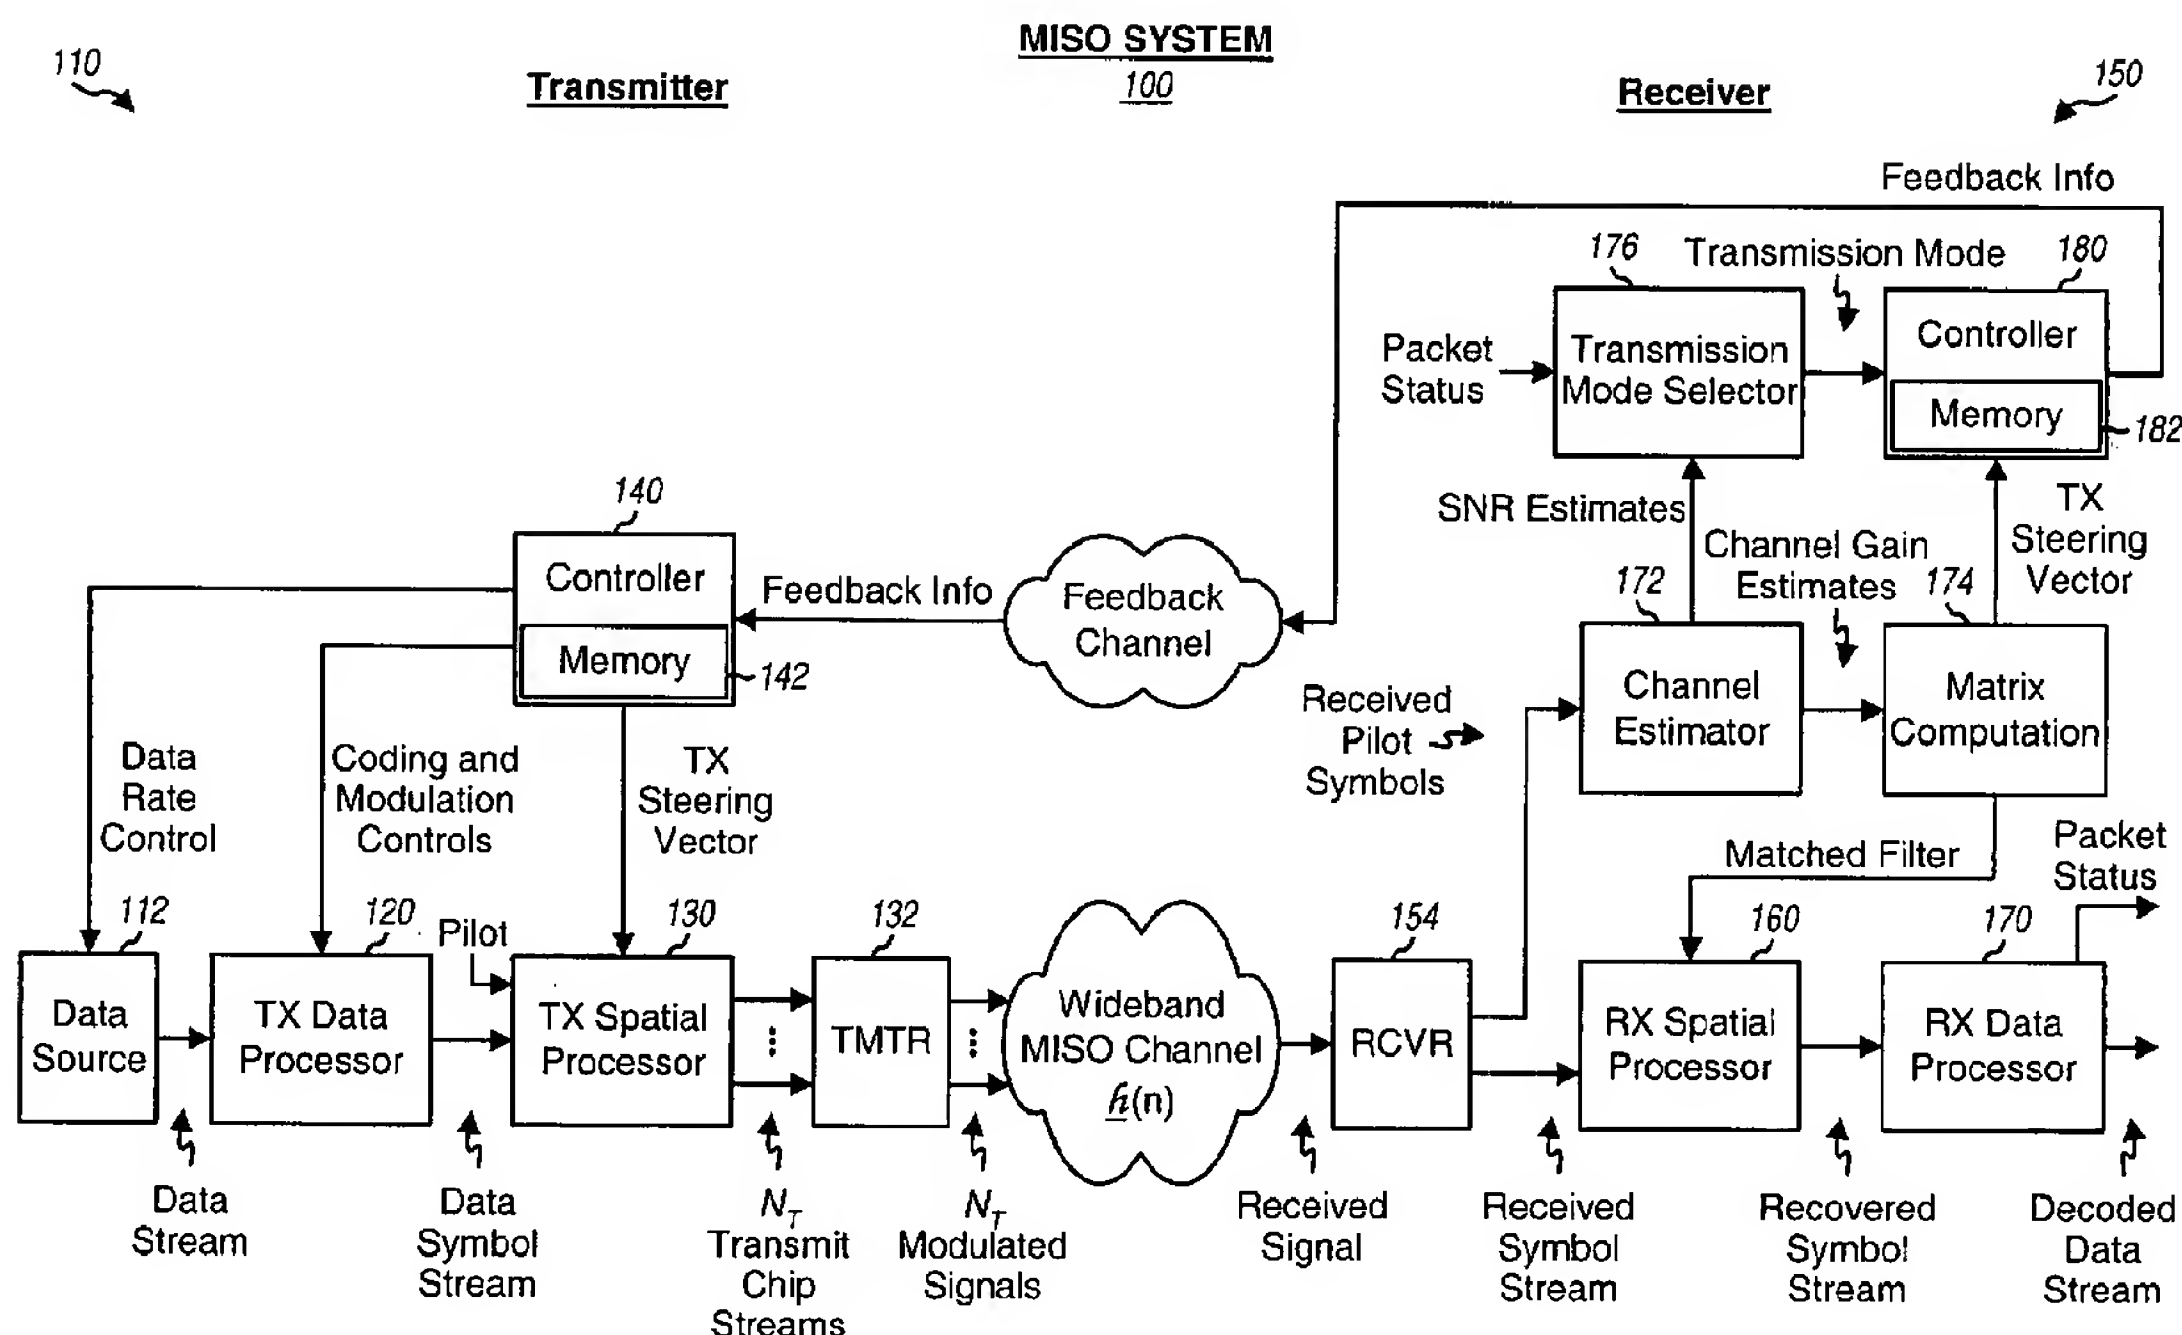 MISO SYSTEM
100
110
Transmitter
Receiver
150
Feedback Info
176
Transmission Mode
180
Packet
Status
Transmission
Mode Selector
Controller
Memory
182
SNR Estimates
TX
Steering
Vector
Channel Gain
Estimates
172
174
140
Controller
Memory
142
Feedback Info
Feedback
Channel
Received
Pilot
Symbols
Channel
Estimator
Matrix
Computation
Data
Rate
Control
Coding and
Modulation
Controls
TX
Steering
Vector
Matched Filter
Packet
Status
112
120
Pilot
130
132
154
160
170
Data
Source
TX Data
Processor
TX Spatial
Processor
TMTR
Wideband
MISO Channel
h(n)
RCVR
RX Spatial
Processor
RX Data
Processor
Data
Stream
Data
Symbol
Stream
NT
Transmit
Chip
Streams
NT
Modulated
Signals
Received
Signal
Received
Symbol
Stream
Recovered
Symbol
Stream
Decoded
Data
Stream